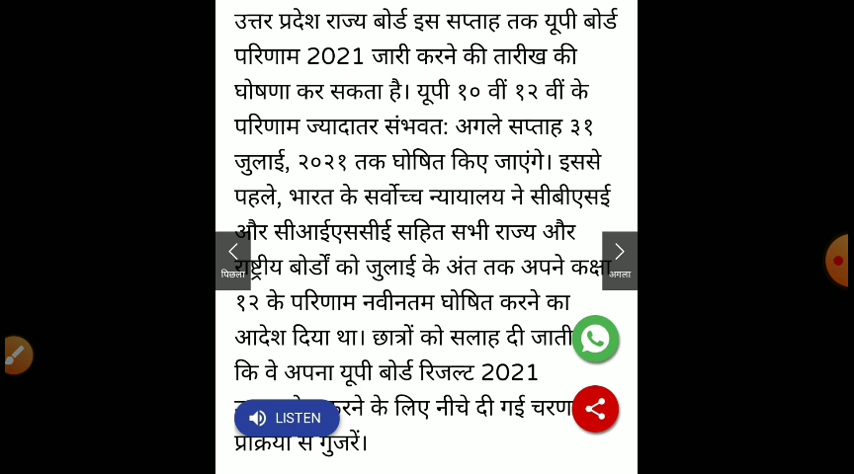 उत्तर प्रदेश राज्य बोर्ड इस सप्ताह तक यूपी बोर्ड
परिणाम 2021 जारी करने की तारीख की
घोषणा कर सकता है। यूपी १० वीं १२ वीं के
परिणाम ज्यादातर संभवत: अगले सप्ताह ३१
जुलाई, २०२१ तक घोषित किए जाएंगे। इससे
पहले, भारत के सर्वोच्च न्यायालय ने सीबीएसई
और सीआईएससीई सहित सभी राज्य और
राष्ट्रीय बोर्डों को जुलाई के अंत तक अपने कक्षा
पिछला
अगला
१२ के परिणाम नवीनतम घोषित करने का
आदेश दिया था। छात्रों को सलाह दी जाती
कि वे अपना यूपी बोर्ड रिजल्ट 2021
करने के लिए नीचे दी गई चरण
LISTEN
प्रक्रिया से गुजरें।